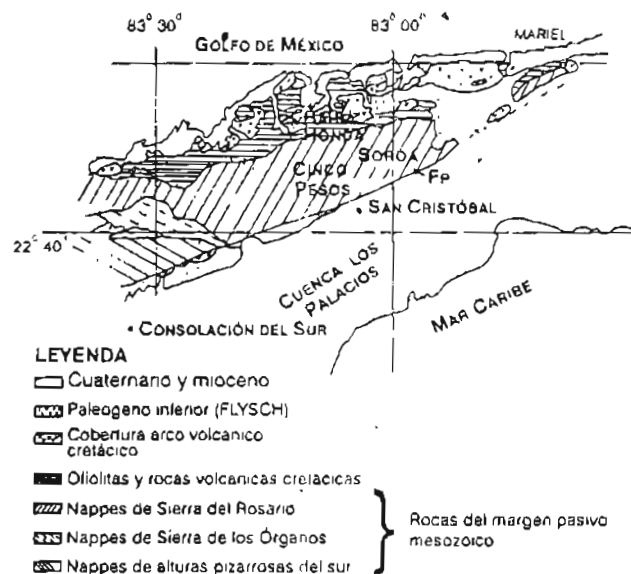 83° 30' 83° 00'
GOLFO DE MÉXICO
MARIEL
BAHÍA
HONDA
SOROA
CINCO
PESOS
FP
SAN CRISTÓBAL
22° 40'
CUENCA LOS
PALACIOS
MAR CARIBE
CONSOLACIÓN DEL SUR
LEYENDA
Cuaternario y mioceno
Paleogeno inferior (FLYSCH)
Cobertura arco volcanico
cretácico
Ofiolitas y rocas volcanicas cretacicas
Nappes de Sierra del Rosario
Nappes de Sierra de los Órganos
Nappes de alturas pizarrosas del sur
Rocas del margen pasivo
mesozoico